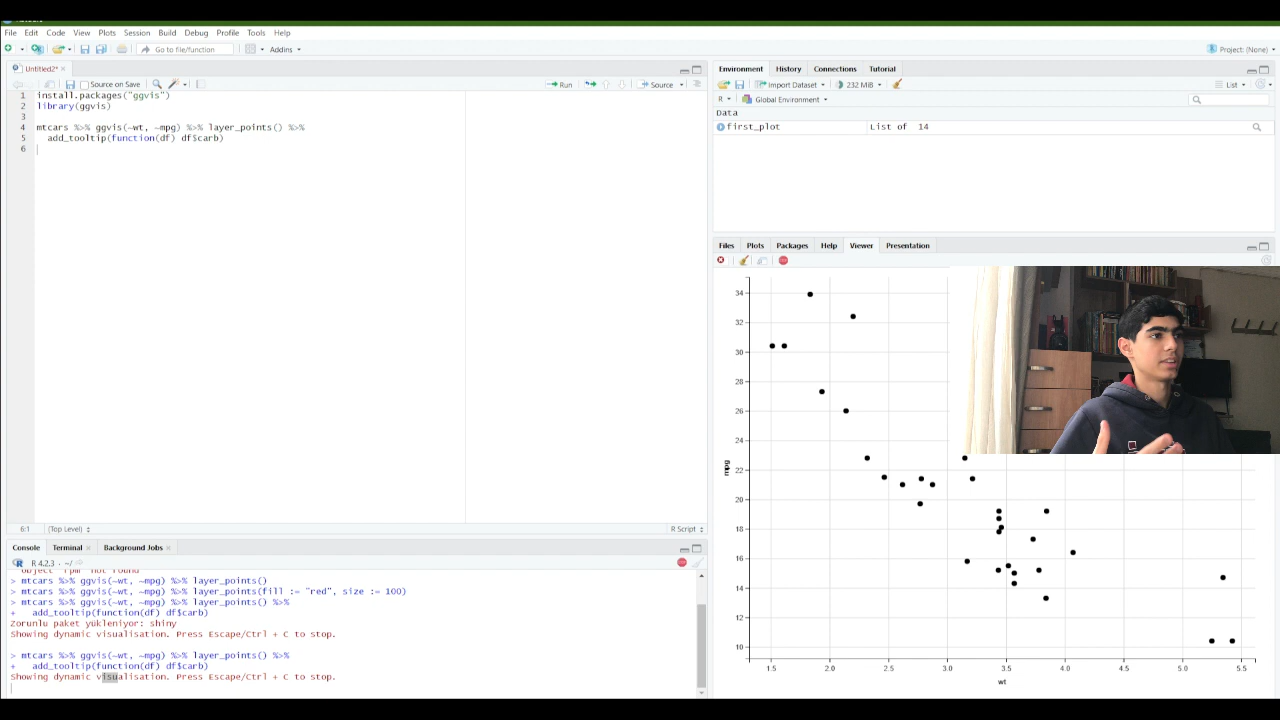 File Edit Code View Plots Session Build Debug Profile Tools Help
Go to file/function Addins Project: (None)
Untitled2*
Source on Save Run Source
1 install.packages("ggvis")
2 library(ggvis)
3
4 mtcars %>% ggvis(~wt, ~mpg) %>% layer_points() %>%
5 add_tooltip(function(df) df$carb)
6
6:1 (Top Level) R Script
Console Terminal Background Jobs
R 4.2.3 · ~/
> mtcars %>% ggvis(~wt, ~mpg) %>% layer_points()
> mtcars %>% ggvis(~wt, ~mpg) %>% layer_points(fill := "red", size := 100)
> mtcars %>% ggvis(~wt, ~mpg) %>% layer_points() %>%
+ add_tooltip(function(df) df$carb)
Zorunlu paket yükleniyor: shiny
Showing dynamic visualisation. Press Escape/Ctrl + C to stop.
> mtcars %>% ggvis(~wt, ~mpg) %>% layer_points() %>%
+ add_tooltip(function(df) df$carb)
Showing dynamic visualisation. Press Escape/Ctrl + C to stop.
Environment History Connections Tutorial
Import Dataset 232 MiB List
R Global Environment
Data
first_plot List of 14
Files Plots Packages Help Viewer Presentation
34
32
30
28
26
24
22
20
18
16
14
12
10
mpg
1.5 2.0 2.5 3.0 3.5 4.0 4.5 5.0 5.5
wt